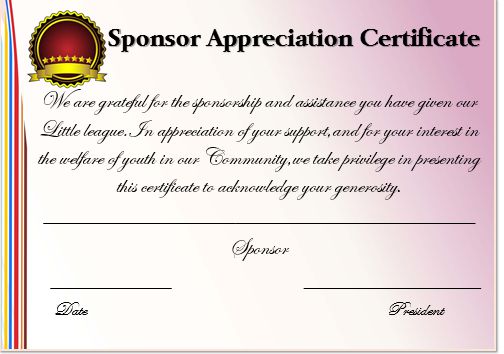 Sponsor Appreciation Certificate
We are grateful for the sponsorship and assistance you have given our
Little league. In appreciation of your support, and for your interest in
the welfare of youth in our Community, we take privilege in presenting
this certificate to acknowledge your generosity.
Sponsor
Date President